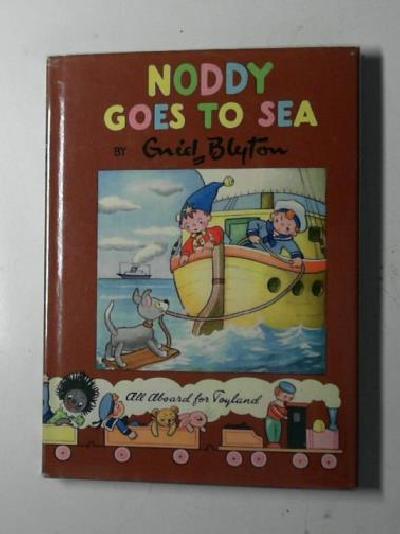 NODDY
GOES TO SEA
BY Enid Blyton
All Aboard for Toyland